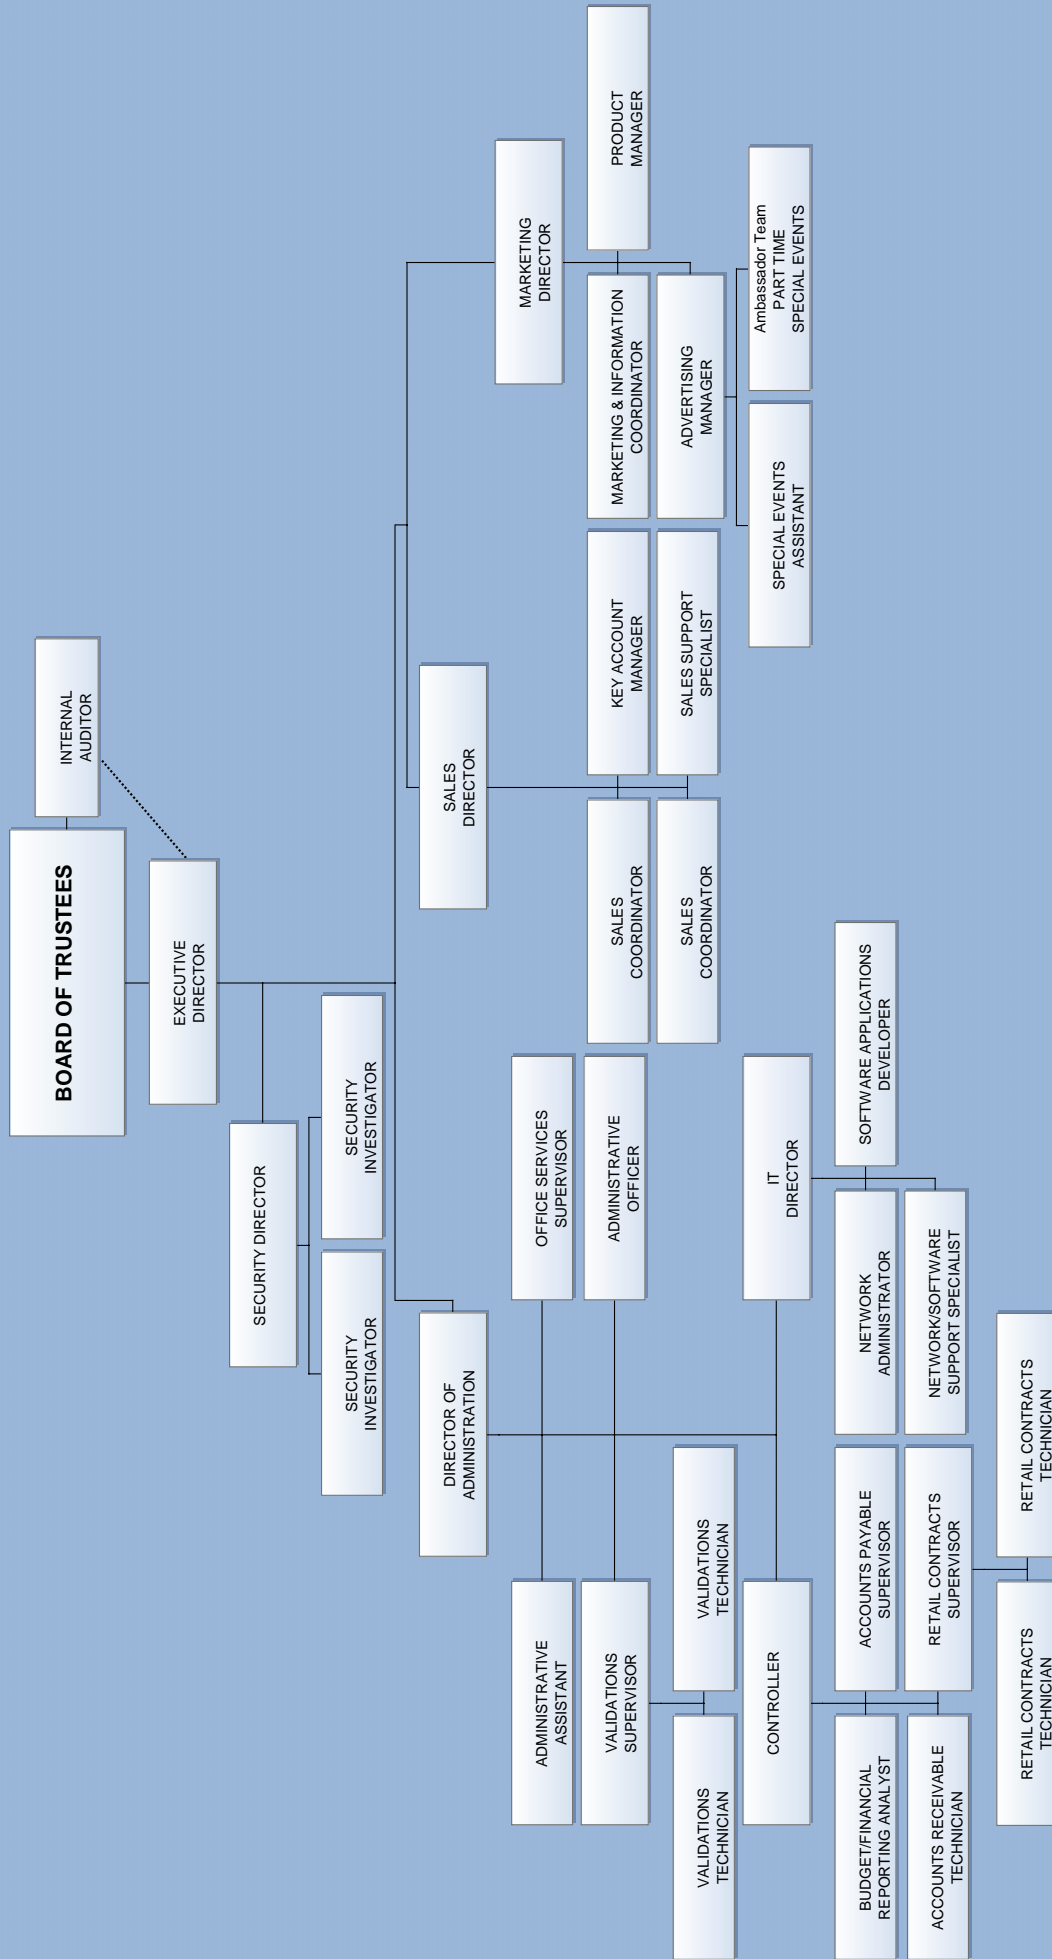 BOARD OF TRUSTEES
INTERNAL
AUDITOR
EXECUTIVE
DIRECTOR
SECURITY DIRECTOR
SECURITY
INVESTIGATOR
SECURITY
INVESTIGATOR
DIRECTOR OF
ADMINISTRATION
SALES
DIRECTOR
MARKETING
DIRECTOR
ADMINISTRATIVE
ASSISTANT
OFFICE SERVICES
SUPERVISOR
VALIDATIONS
SUPERVISOR
ADMINISTRATIVE
OFFICER
SALES
COORDINATOR
KEY ACCOUNT
MANAGER
MARKETING & INFORMATION
COORDINATOR
PRODUCT
MANAGER
SALES
COORDINATOR
SALES SUPPORT
SPECIALIST
ADVERTISING
MANAGER
VALIDATIONS
TECHNICIAN
VALIDATIONS
TECHNICIAN
CONTROLLER
IT
DIRECTOR
SPECIAL EVENTS
ASSISTANT
Ambassador Team
PART TIME
SPECIAL EVENTS
BUDGET/FINANCIAL
REPORTING ANALYST
ACCOUNTS PAYABLE
SUPERVISOR
NETWORK
ADMINISTRATOR
SOFTWARE APPLICATIONS
DEVELOPER
ACCOUNTS RECEIVABLE
TECHNICIAN
RETAIL CONTRACTS
SUPERVISOR
NETWORK/SOFTWARE
SUPPORT SPECIALIST
RETAIL CONTRACTS
TECHNICIAN
RETAIL CONTRACTS
TECHNICIAN